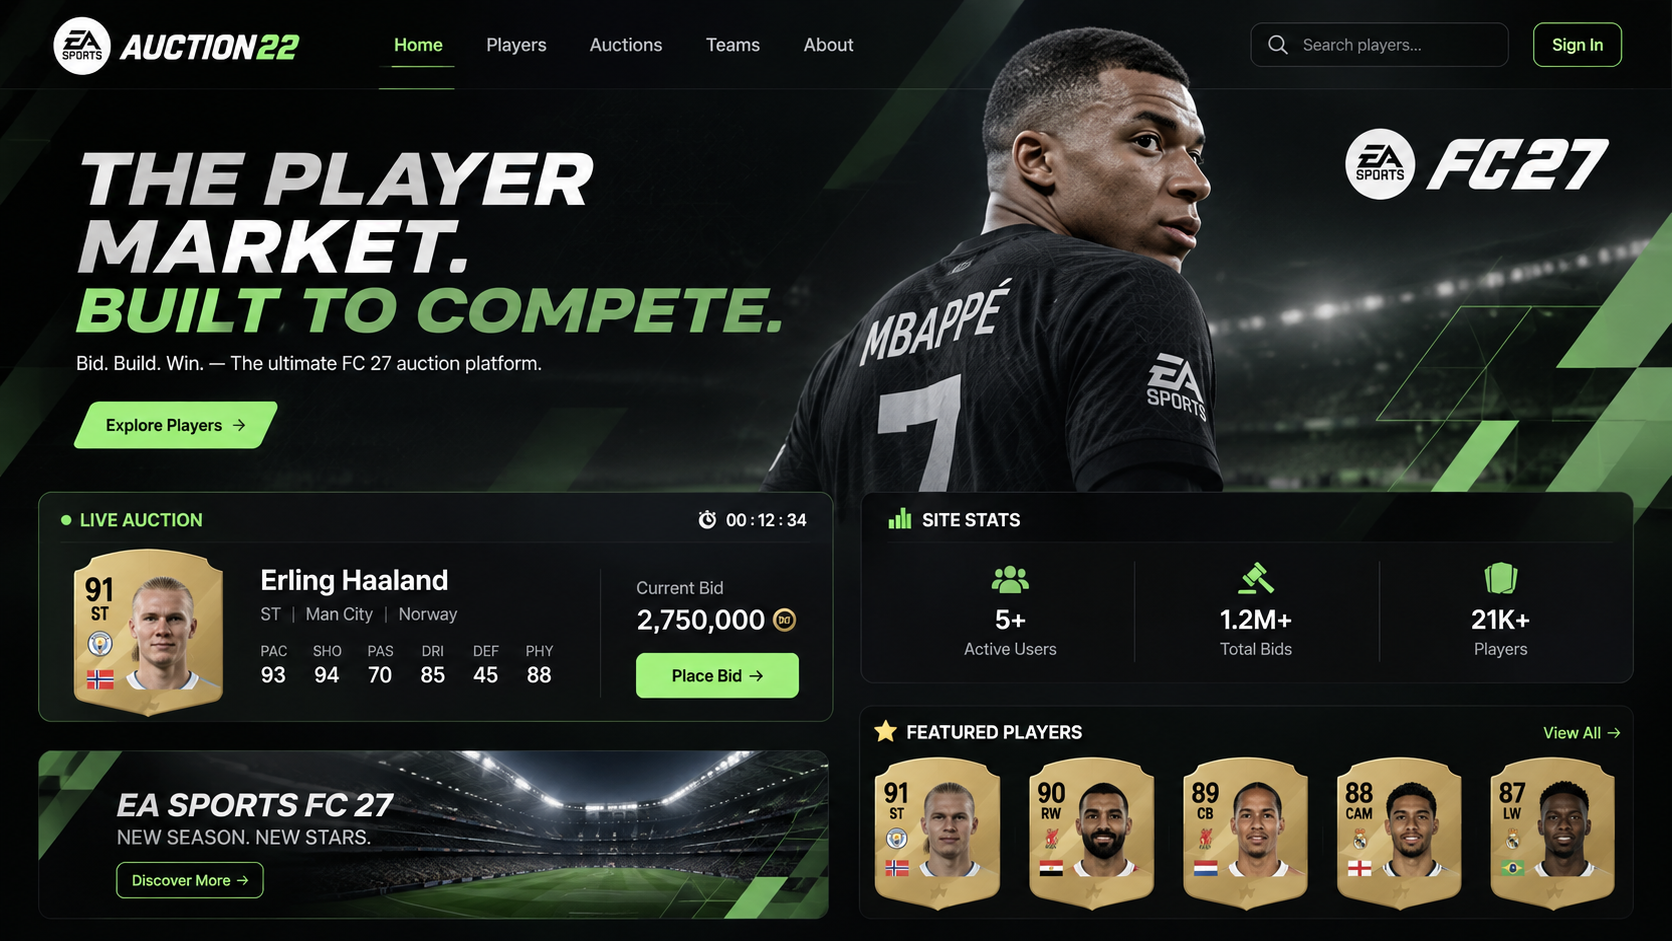 EA SPORTS AUCTION22
Home Players Auctions Teams About
Search players...
Sign In
EA SPORTS FC27
THE PLAYER
MARKET.
BUILT TO COMPETE.
Bid. Build. Win. — The ultimate FC 27 auction platform.
Explore Players →
MBAPPÉ
7
EA
SPORTS
LIVE AUCTION
00 : 12 : 34
91
ST
Erling Haaland
ST | Man City | Norway
PAC SHO PAS DRI DEF PHY
93 94 70 85 45 88
Current Bid
2,750,000
Place Bid →
SITE STATS
5+ 1.2M+ 21K+
Active Users Total Bids Players
EA SPORTS FC 27
NEW SEASON. NEW STARS.
Discover More →
FEATURED PLAYERS
View All →
91 90 89 88 87
ST RW CB CAM LW